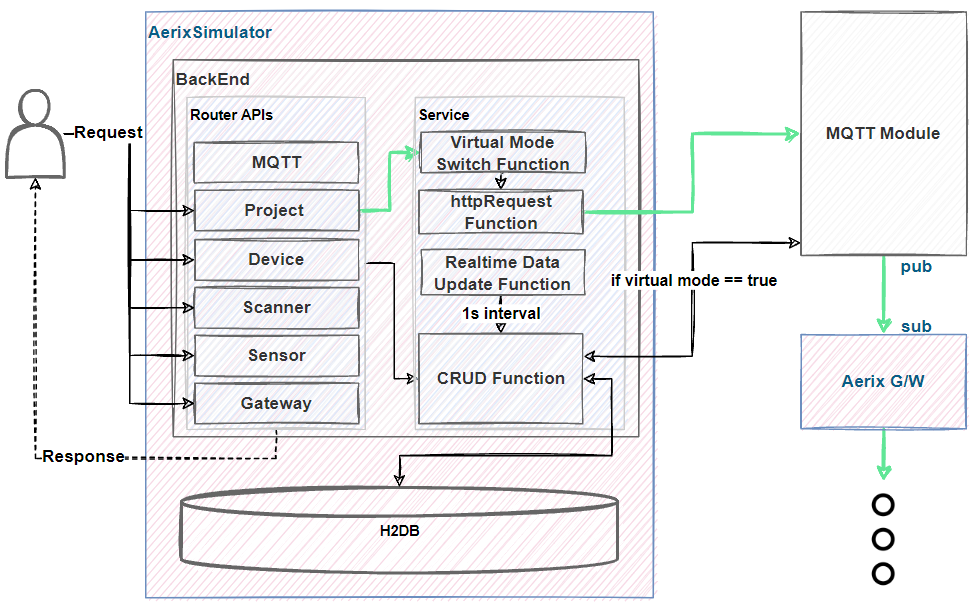 AerixSimulator
BackEnd
Router APIs
MQTT
Project
Device
Scanner
Sensor
Gateway
Service
Virtual Mode
Switch Function
httpRequest
Function
Realtime Data
Update Function
1s interval
CRUD Function
Request
Response
H2DB
if virtual mode == true
MQTT Module
pub
sub
Aerix G/W